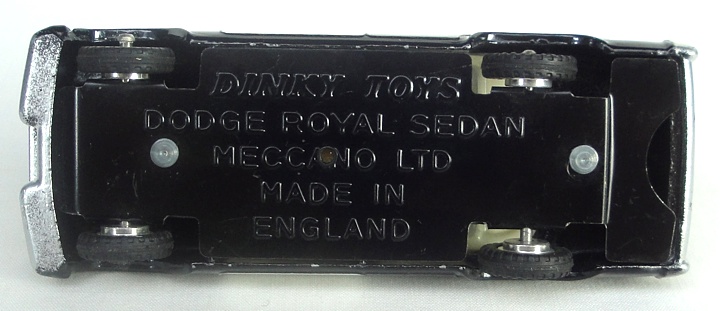 DINKY TOYS
DODGE ROYAL SEDAN
MECCANO LTD
MADE IN
ENGLAND